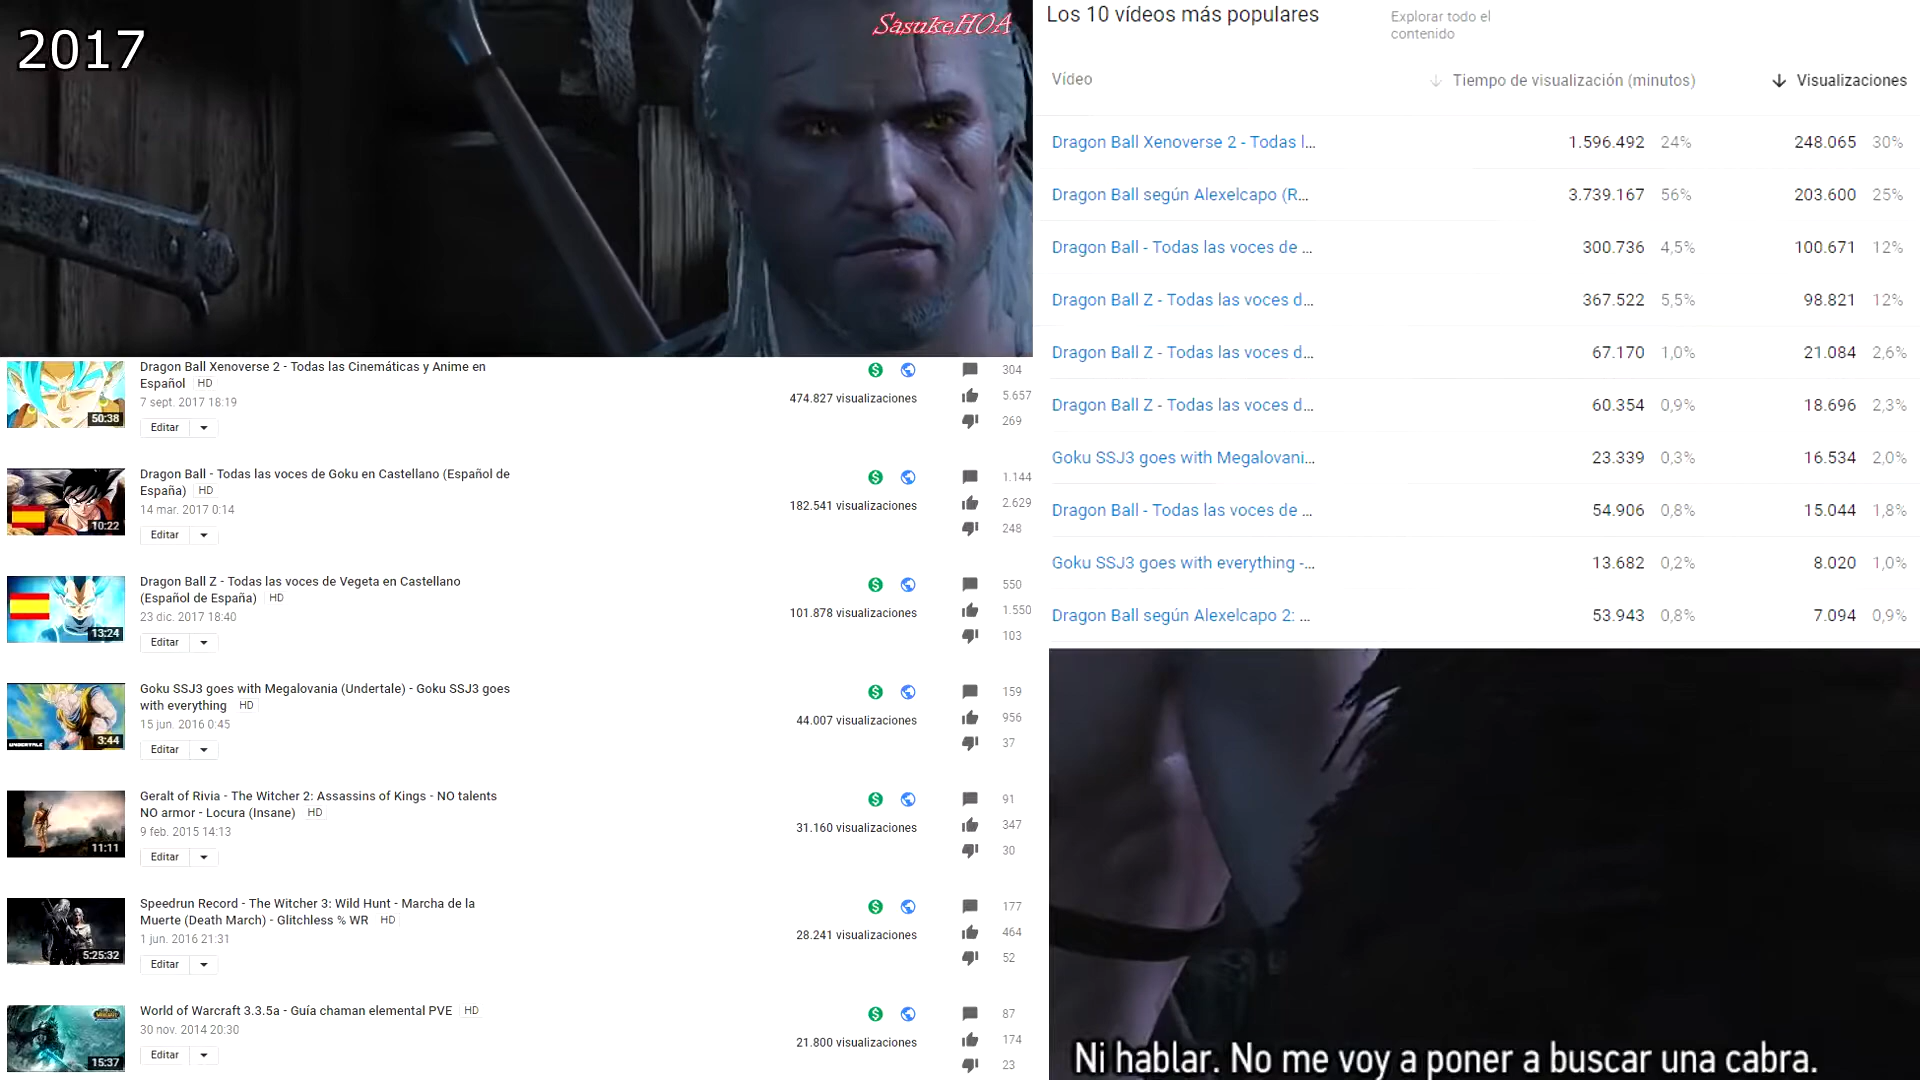 2017
SasukeHOA
Dragon Ball Xenoverse 2 - Todas las Cinemáticas y Anime en
Español HD
7 sept. 2017 18:19
Editar
50:38
474.827 visualizaciones
304
5.657
269
Dragon Ball - Todas las voces de Goku en Castellano (Español de
España) HD
14 mar. 2017 0:14
Editar
10:22
182.541 visualizaciones
1.144
2.629
248
Dragon Ball Z - Todas las voces de Vegeta en Castellano
(Español de España) HD
23 dic. 2017 18:40
Editar
13:24
101.878 visualizaciones
550
1.550
103
Goku SSJ3 goes with Megalovania (Undertale) - Goku SSJ3 goes
with everything HD
15 jun. 2016 0:45
Editar
UNDERTALE
3:44
44.007 visualizaciones
159
956
37
Geralt of Rivia - The Witcher 2: Assassins of Kings - NO talents
NO armor - Locura (Insane) HD
9 feb. 2015 14:13
Editar
11:11
31.160 visualizaciones
91
347
30
Speedrun Record - The Witcher 3: Wild Hunt - Marcha de la
Muerte (Death March) - Glitchless % WR HD
1 jun. 2016 21:31
Editar
5:25:32
28.241 visualizaciones
177
464
52
World of Warcraft 3.3.5a - Guía chaman elemental PVE HD
30 nov. 2014 20:30
Editar
15:37
21.800 visualizaciones
87
174
23
Los 10 vídeos más populares
Explorar todo el
contenido
Vídeo Tiempo de visualización (minutos) Visualizaciones
Dragon Ball Xenoverse 2 - Todas l... 1.596.492 24% 248.065 30%
Dragon Ball según Alexelcapo (R... 3.739.167 56% 203.600 25%
Dragon Ball - Todas las voces de ... 300.736 4,5% 100.671 12%
Dragon Ball Z - Todas las voces d... 367.522 5,5% 98.821 12%
Dragon Ball Z - Todas las voces d... 67.170 1,0% 21.084 2,6%
Dragon Ball Z - Todas las voces d... 60.354 0,9% 18.696 2,3%
Goku SSJ3 goes with Megalovani... 23.339 0,3% 16.534 2,0%
Dragon Ball - Todas las voces de ... 54.906 0,8% 15.044 1,8%
Goku SSJ3 goes with everything -... 13.682 0,2% 8.020 1,0%
Dragon Ball según Alexelcapo 2: ... 53.943 0,8% 7.094 0,9%
Ni hablar. No me voy a poner a buscar una cabra.